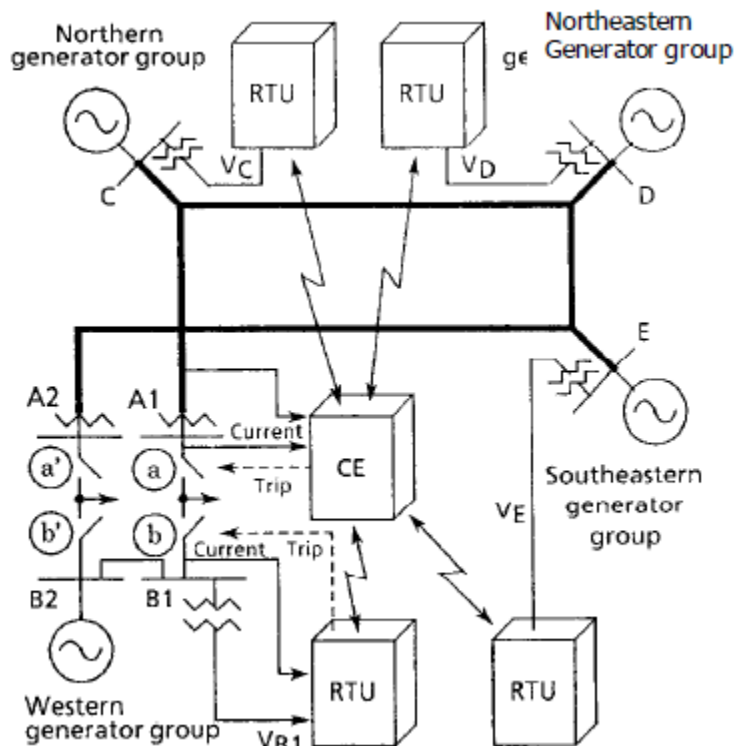 Northern
generator group
Northeastern
Generator group
ge
RTU
RTU
VC
VD
C
D
E
A2
A1
Current
a'
a
CE
Trip
Southeastern
generator
group
VE
b'
b
Current
Trip
B2
B1
Western
generator group
RTU
RTU
VB1